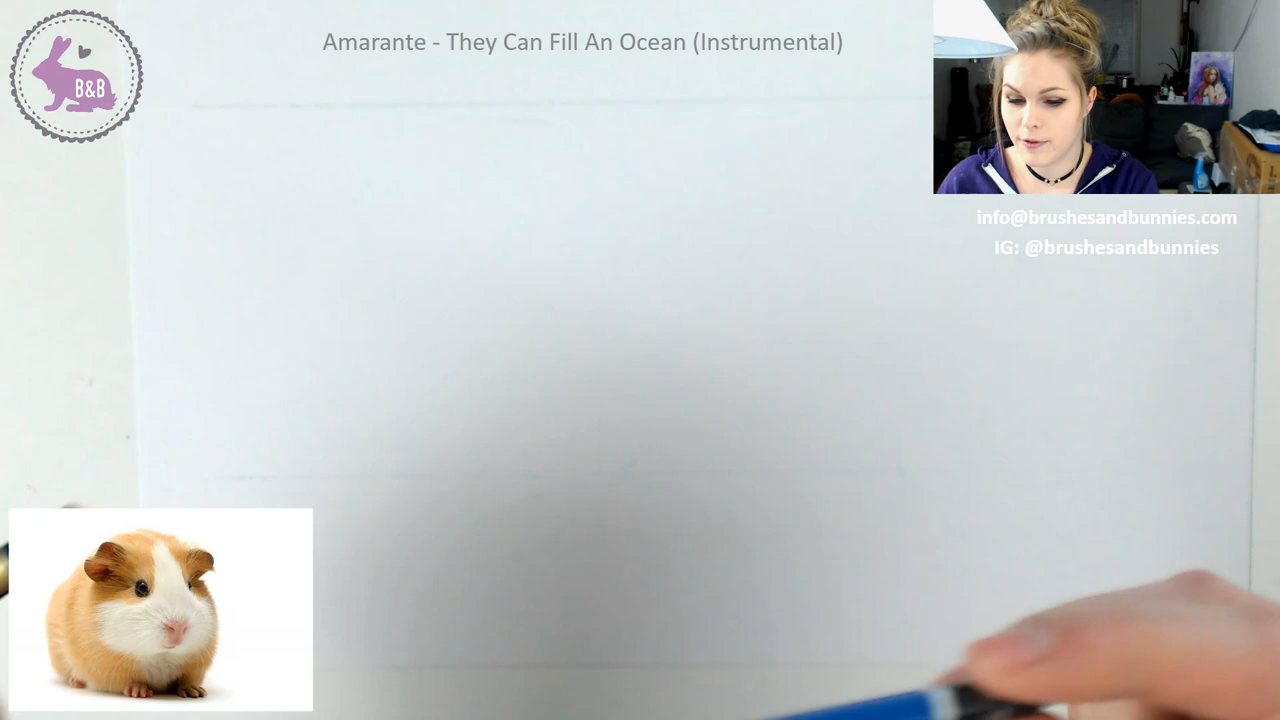 B&B
Amarante - They Can Fill An Ocean (Instrumental)
info@brushesandbunnies.com
IG: @brushesandbunnies